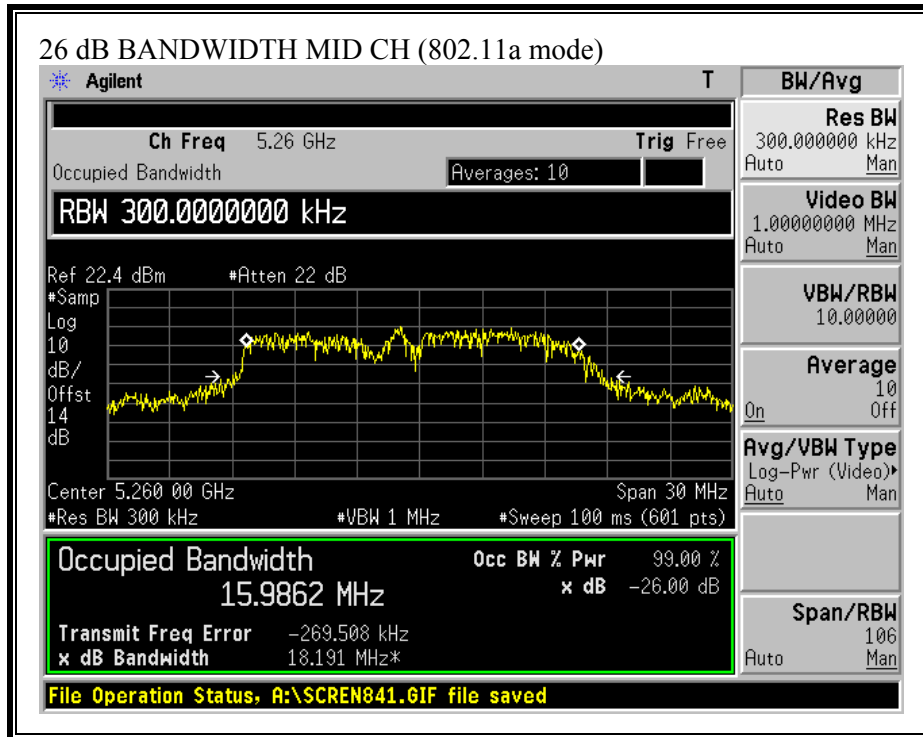 26 dB BANDWIDTH MID CH (802.11a mode)
Agilent T
Ch Freq 5.26 GHz Trig Free
Occupied Bandwidth Averages: 10
RBW 300.0000000 kHz
Ref 22.4 dBm #Atten 22 dB
#Samp
Log
10
dB/
Offst
14
dB
Center 5.260 00 GHz Span 30 MHz
#Res BW 300 kHz #VBW 1 MHz #Sweep 100 ms (601 pts)
Occupied Bandwidth Occ BW % Pwr 99.00 %
15.9862 MHz x dB -26.00 dB
Transmit Freq Error -269.508 kHz
x dB Bandwidth 18.191 MHz*
File Operation Status, A:\SCREN841.GIF file saved
BW/Avg
Res BW
300.000000 kHz
Auto Man
Video BW
1.00000000 MHz
Auto Man
VBW/RBW
10.00000
Average
10
On Off
Avg/VBW Type
Log-Pwr (Video)
Auto Man
Span/RBW
106
Auto Man